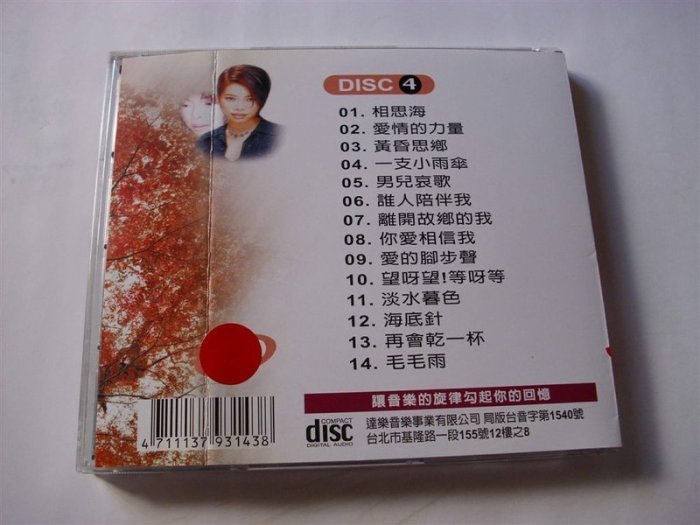 DISC 4
01. 相思海
02. 愛情的力量
03. 黃昏思鄉
04. 一支小雨傘
05. 男兒哀歌
06. 誰人陪伴我
07. 離開故鄉的我
08. 你愛相信我
09. 愛的腳步聲
10. 望呀望!等呀等
11. 淡水暮色
12. 海底針
13. 再會乾一杯
14. 毛毛雨
讓音樂的旋律勾起你的回憶
COMPACT
disc
DIGITAL AUDIO
達樂音樂事業有限公司 局版台音字第1540號
台北市基隆路一段155號12樓之8
4 711137 931438